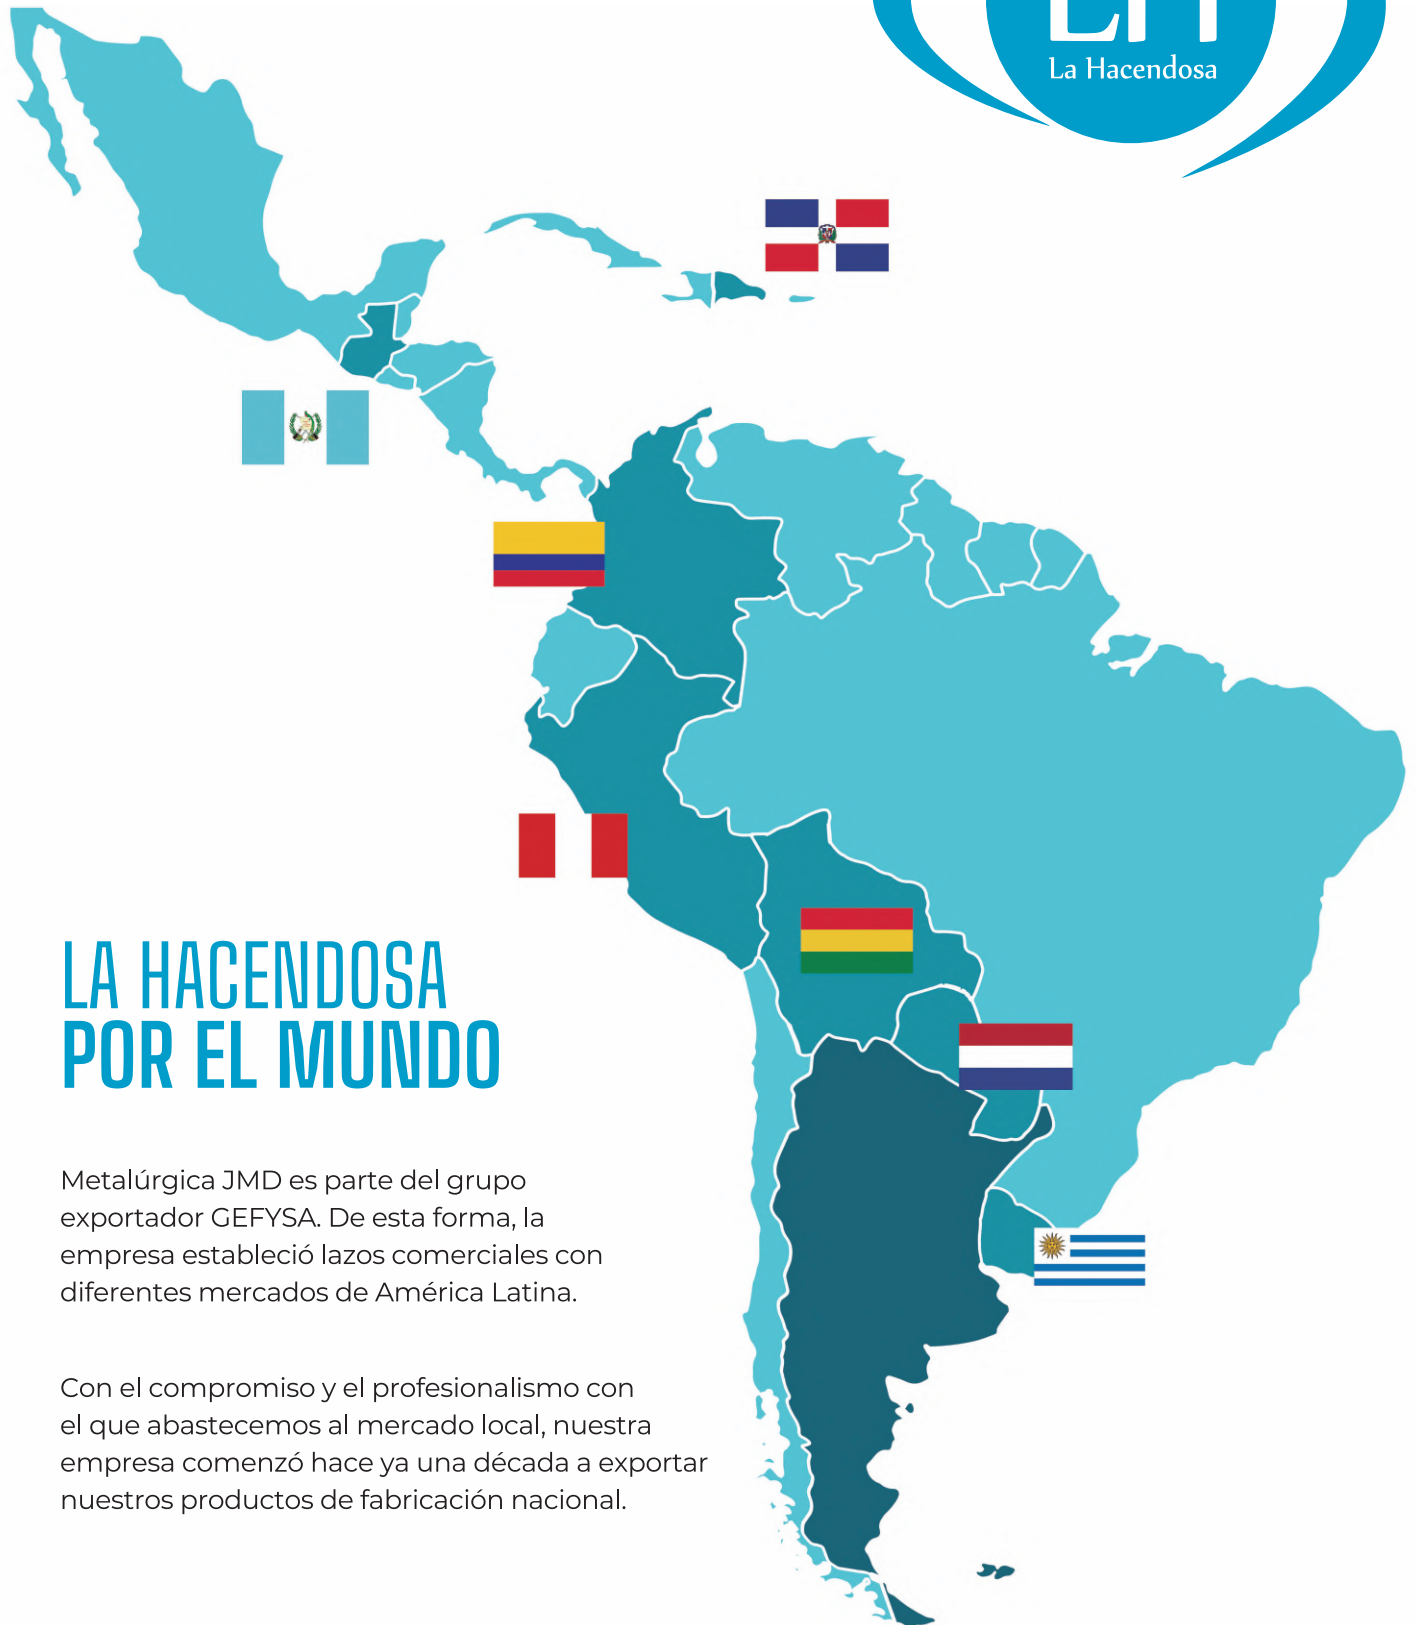 La Hacendosa
LA HACENDOSA
POR EL MUNDO
Metalúrgica JMD es parte del grupo
exportador GEFYSA. De esta forma, la
empresa estableció lazos comerciales con
diferentes mercados de América Latina.
Con el compromiso y el profesionalismo con
el que abastecemos al mercado local, nuestra
empresa comenzó hace ya una década a exportar
nuestros productos de fabricación nacional.